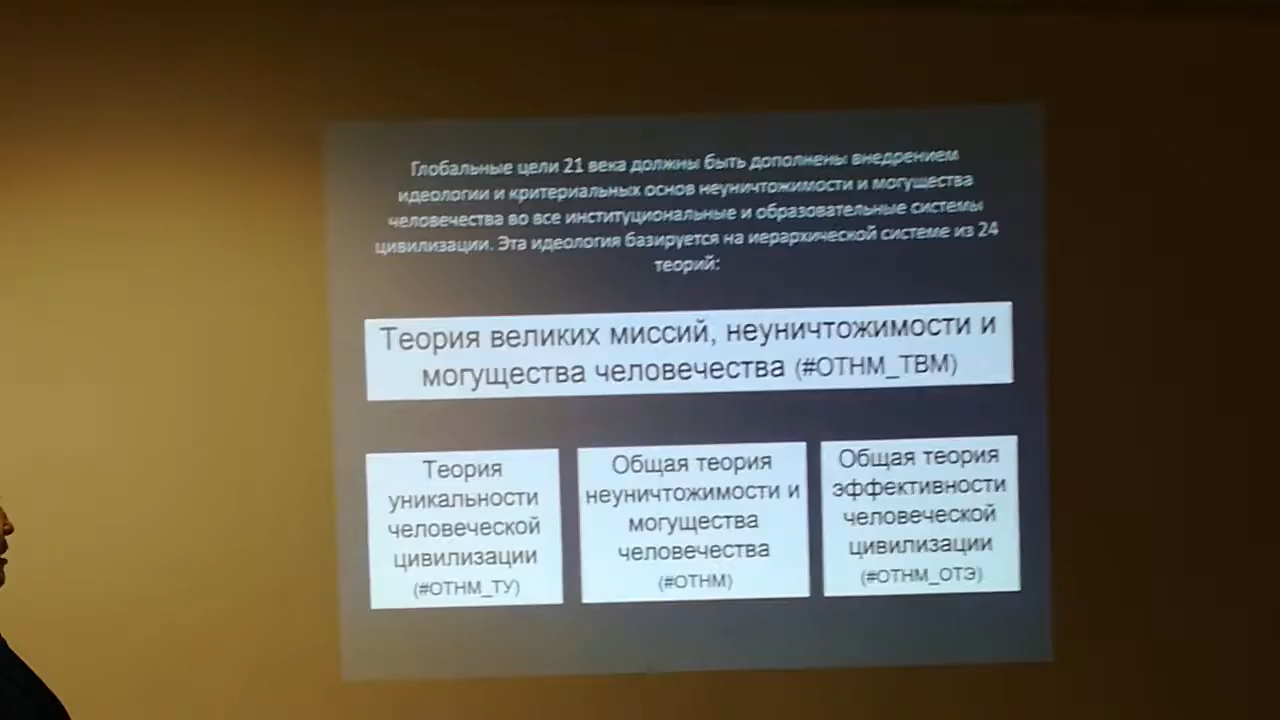 Глобальные цели 21 века должны быть дополнены внедрением
идеологии и критериальных основ неуничтожимости и могущества
человечества во все институциональные и образовательные системы
цивилизации. Эта идеология базируется на иерархической системе из 24
теорий:
Теория великих миссий, неуничтожимости и
могущества человечества (#ОТНМ_ТВМ)
Теория
уникальности
человеческой
цивилизации
(#ОТНМ_ТУ)
Общая теория
неуничтожимости и
могущества
человечества
(#ОТНМ)
Общая теория
эффективности
человеческой
цивилизации
(#ОТНМ_ОТЭ)